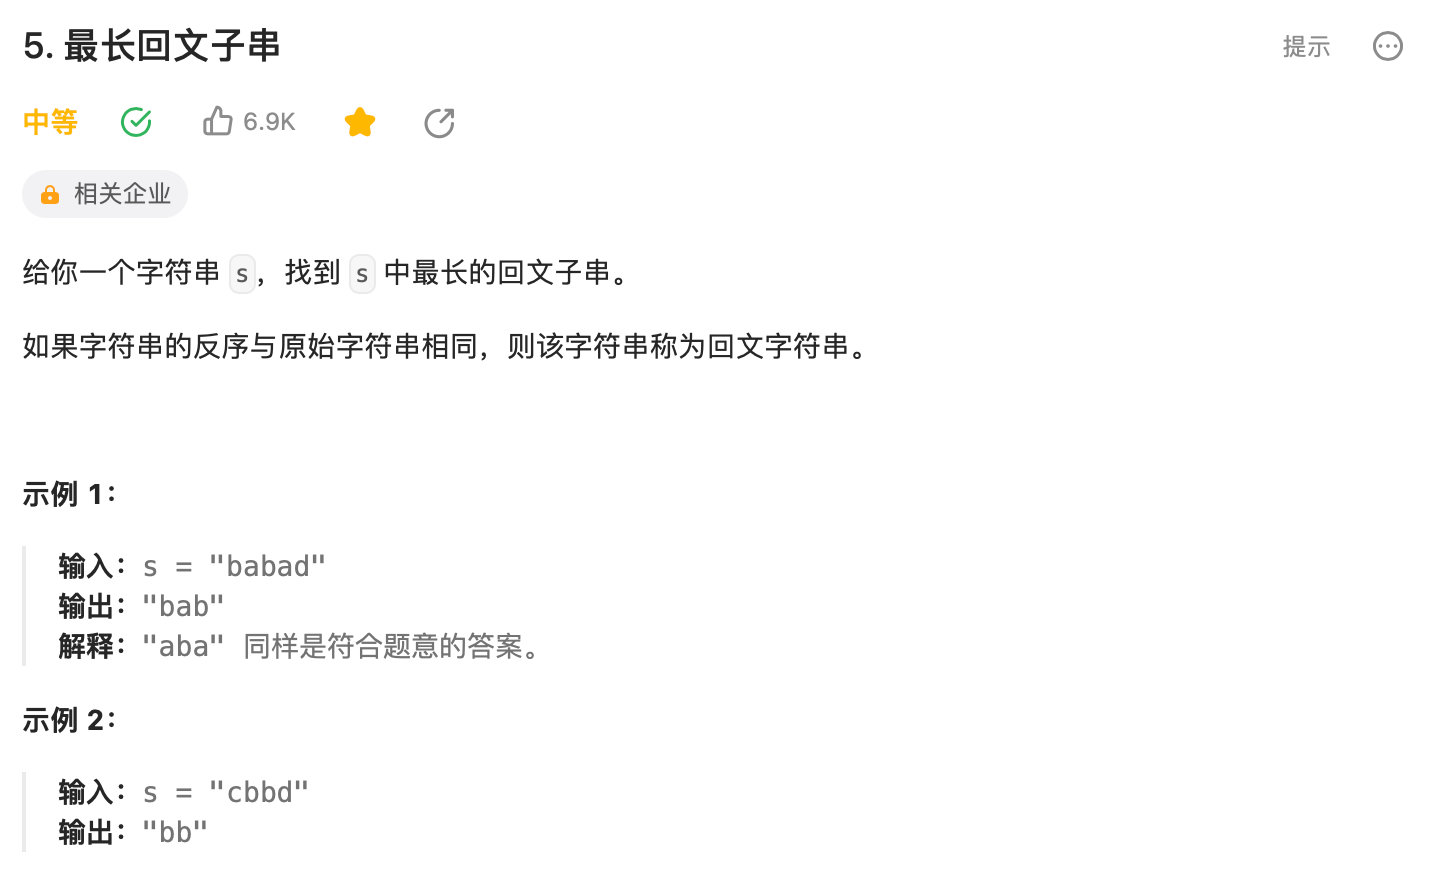 5. 最长回文子串
提示
中等 6.9K
相关企业
给你一个字符串 s，找到 s 中最长的回文子串。
如果字符串的反序与原始字符串相同，则该字符串称为回文字符串。
示例 1：
输入：s = "babad"
输出："bab"
解释："aba" 同样是符合题意的答案。
示例 2：
输入：s = "cbbd"
输出："bb"